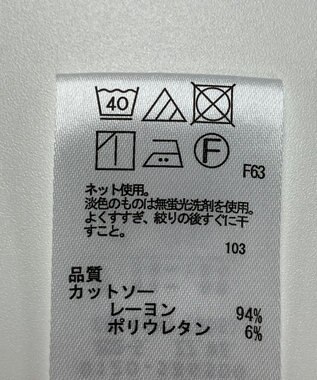 40
F
F63
ネット使用。
淡色のものは無蛍光洗剤を使用。
よくすすぎ、絞りの後すぐに干
すこと。
103
品質
カットソー
レーヨン 94%
ポリウレタン 6%